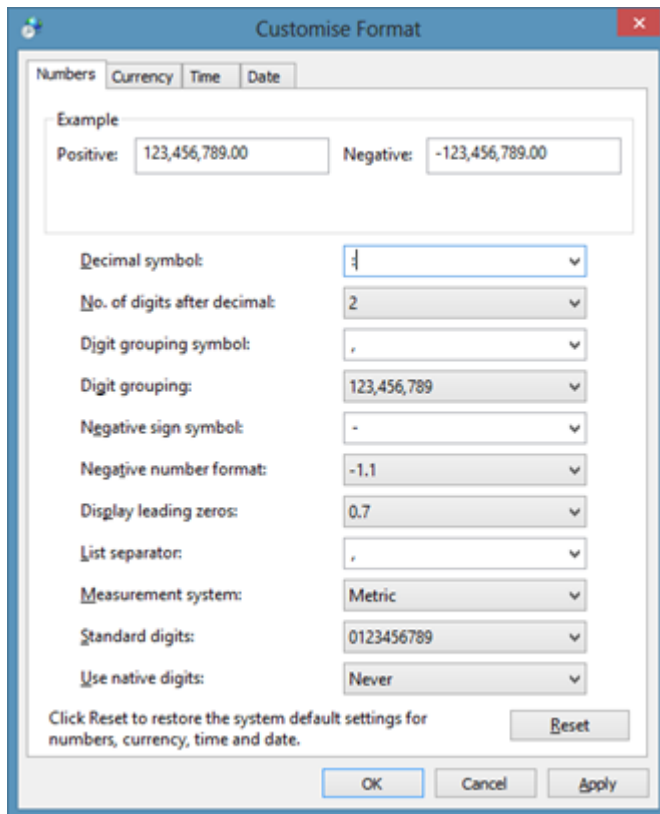 Customise Format
Numbers Currency Time Date
Example
Positive: 123,456,789.00 Negative: -123,456,789.00
Decimal symbol: :
No. of digits after decimal: 2
Digit grouping symbol: ,
Digit grouping: 123,456,789
Negative sign symbol: -
Negative number format: -1.1
Display leading zeros: 0.7
List separator: ,
Measurement system: Metric
Standard digits: 0123456789
Use native digits: Never
Click Reset to restore the system default settings for
numbers, currency, time and date.
Reset
OK Cancel Apply